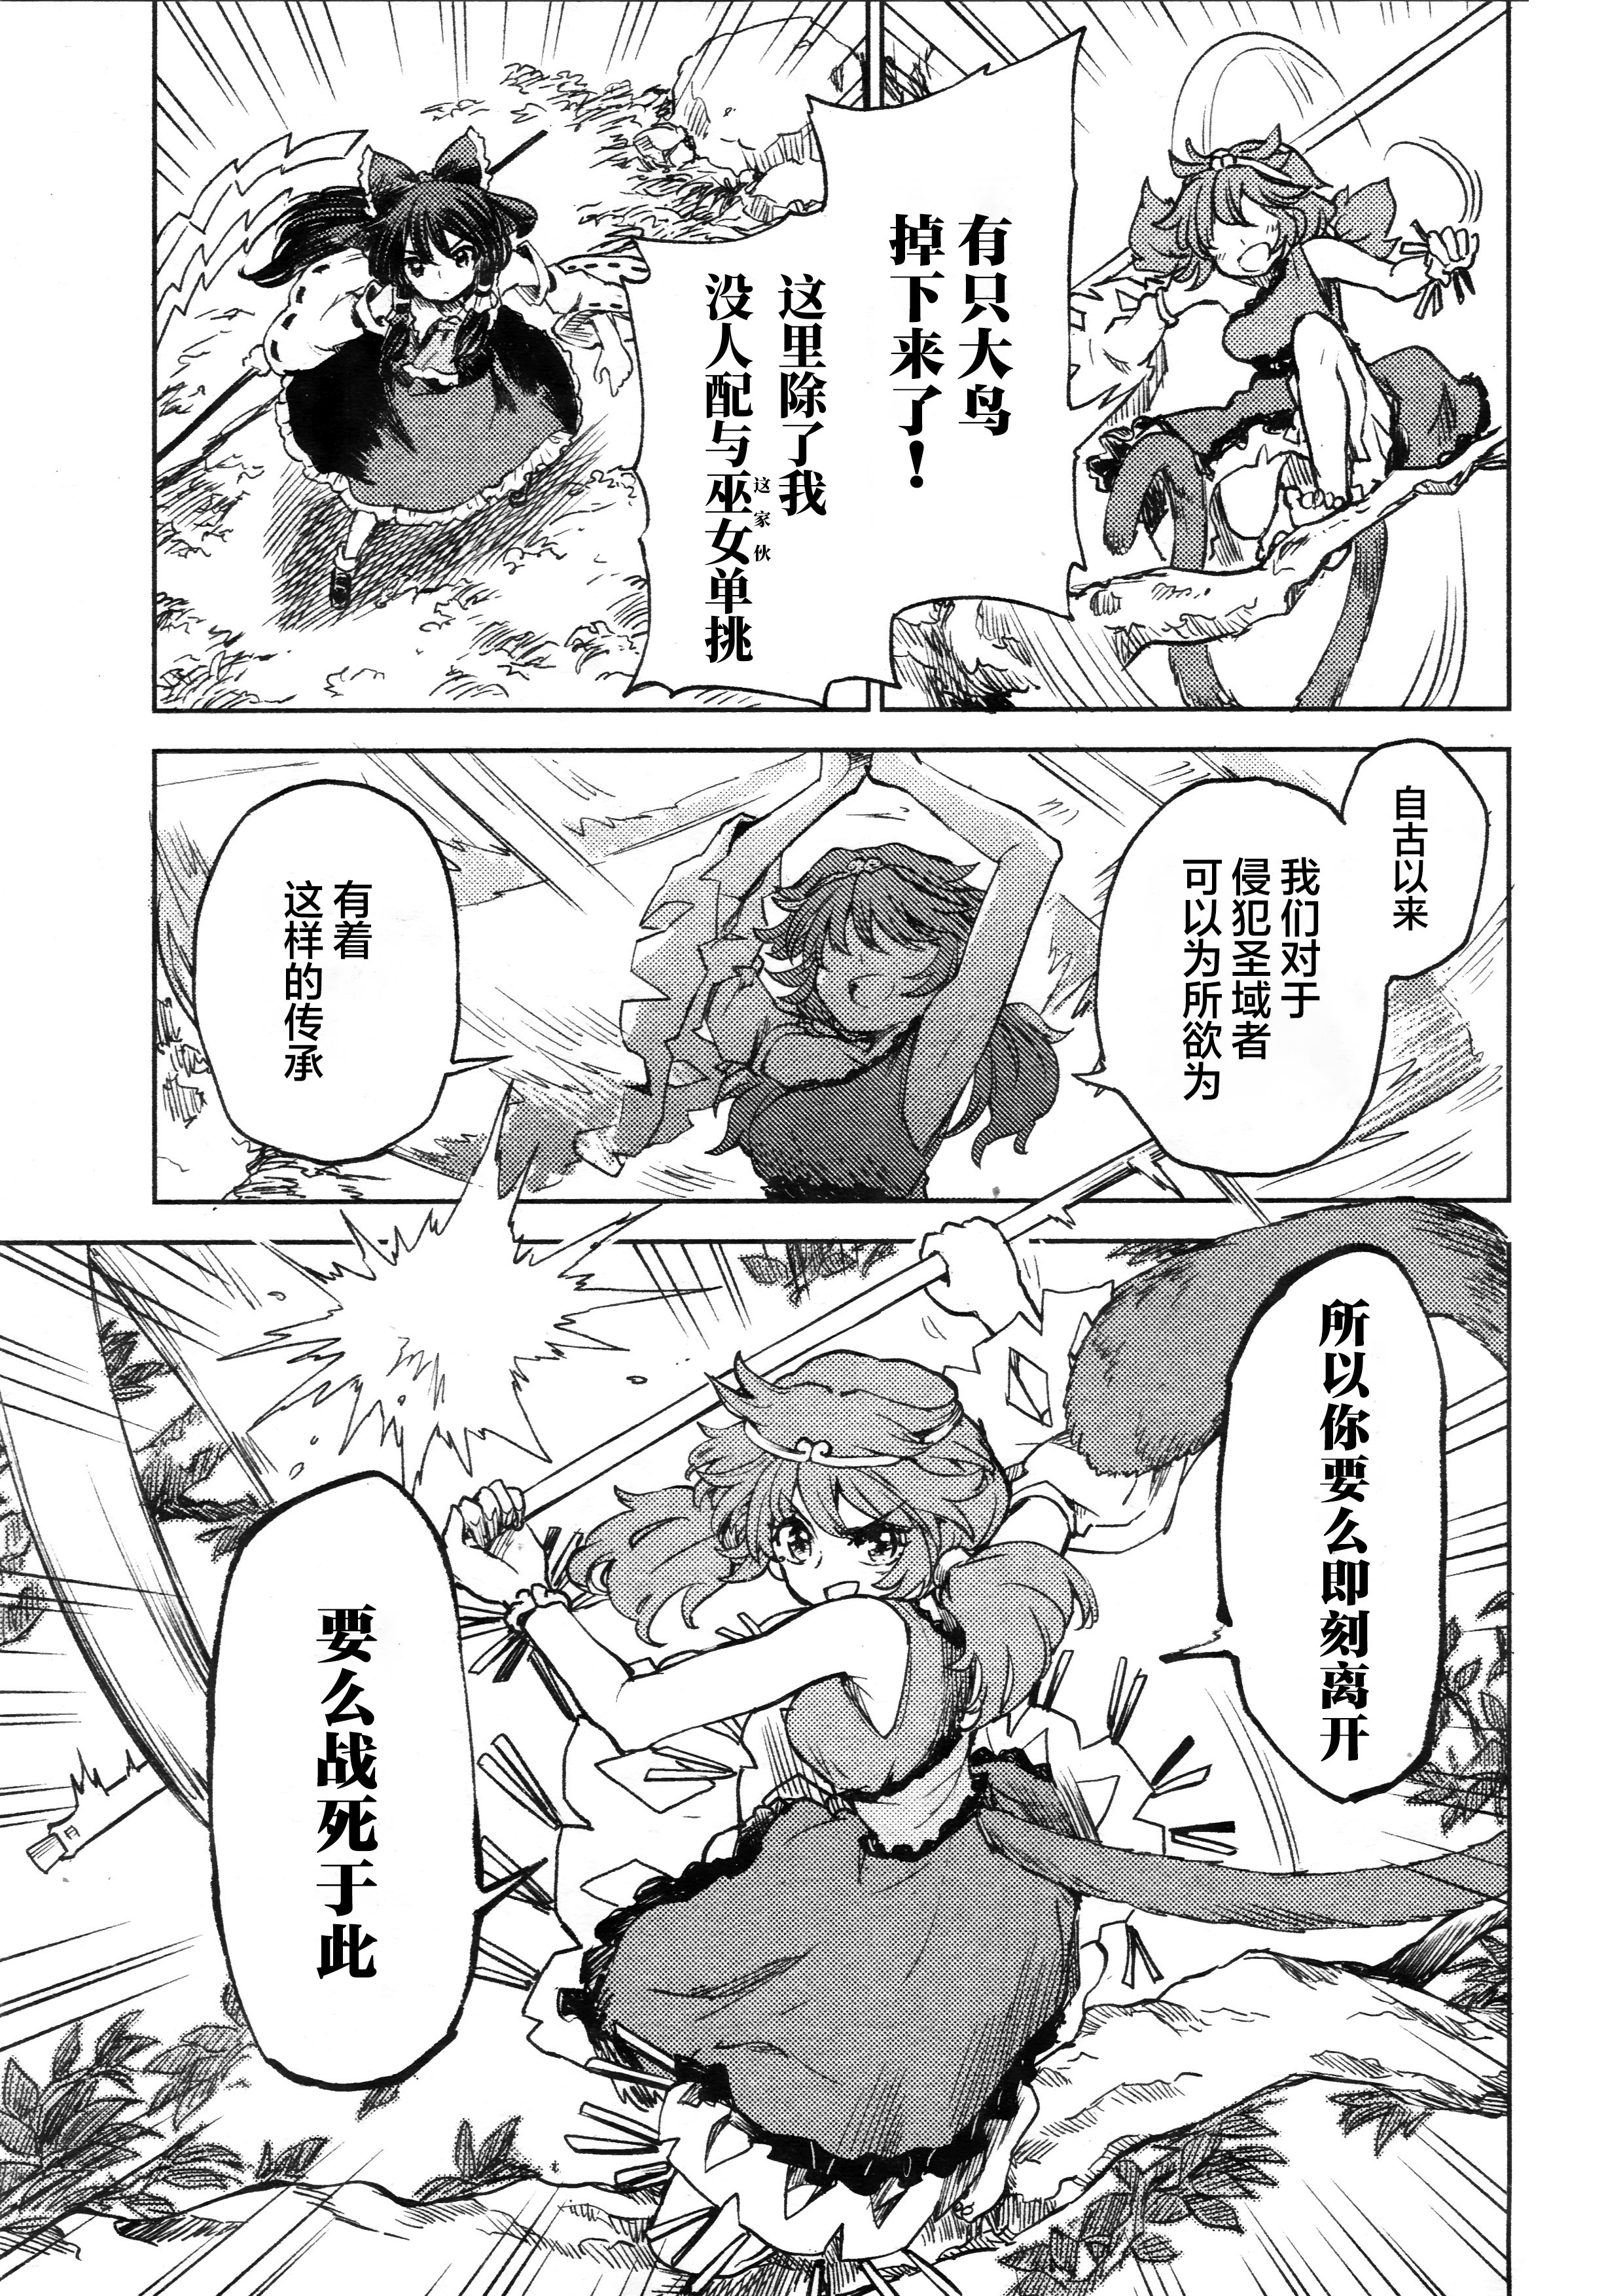 有只大鸟
掉下来了！
这里除了我
没人配与巫女单挑
这家伙
自古以来
我们对于
侵犯圣域者
可以为所欲为
有着
这样的传承
所以你要么即刻离开
要么战死于此